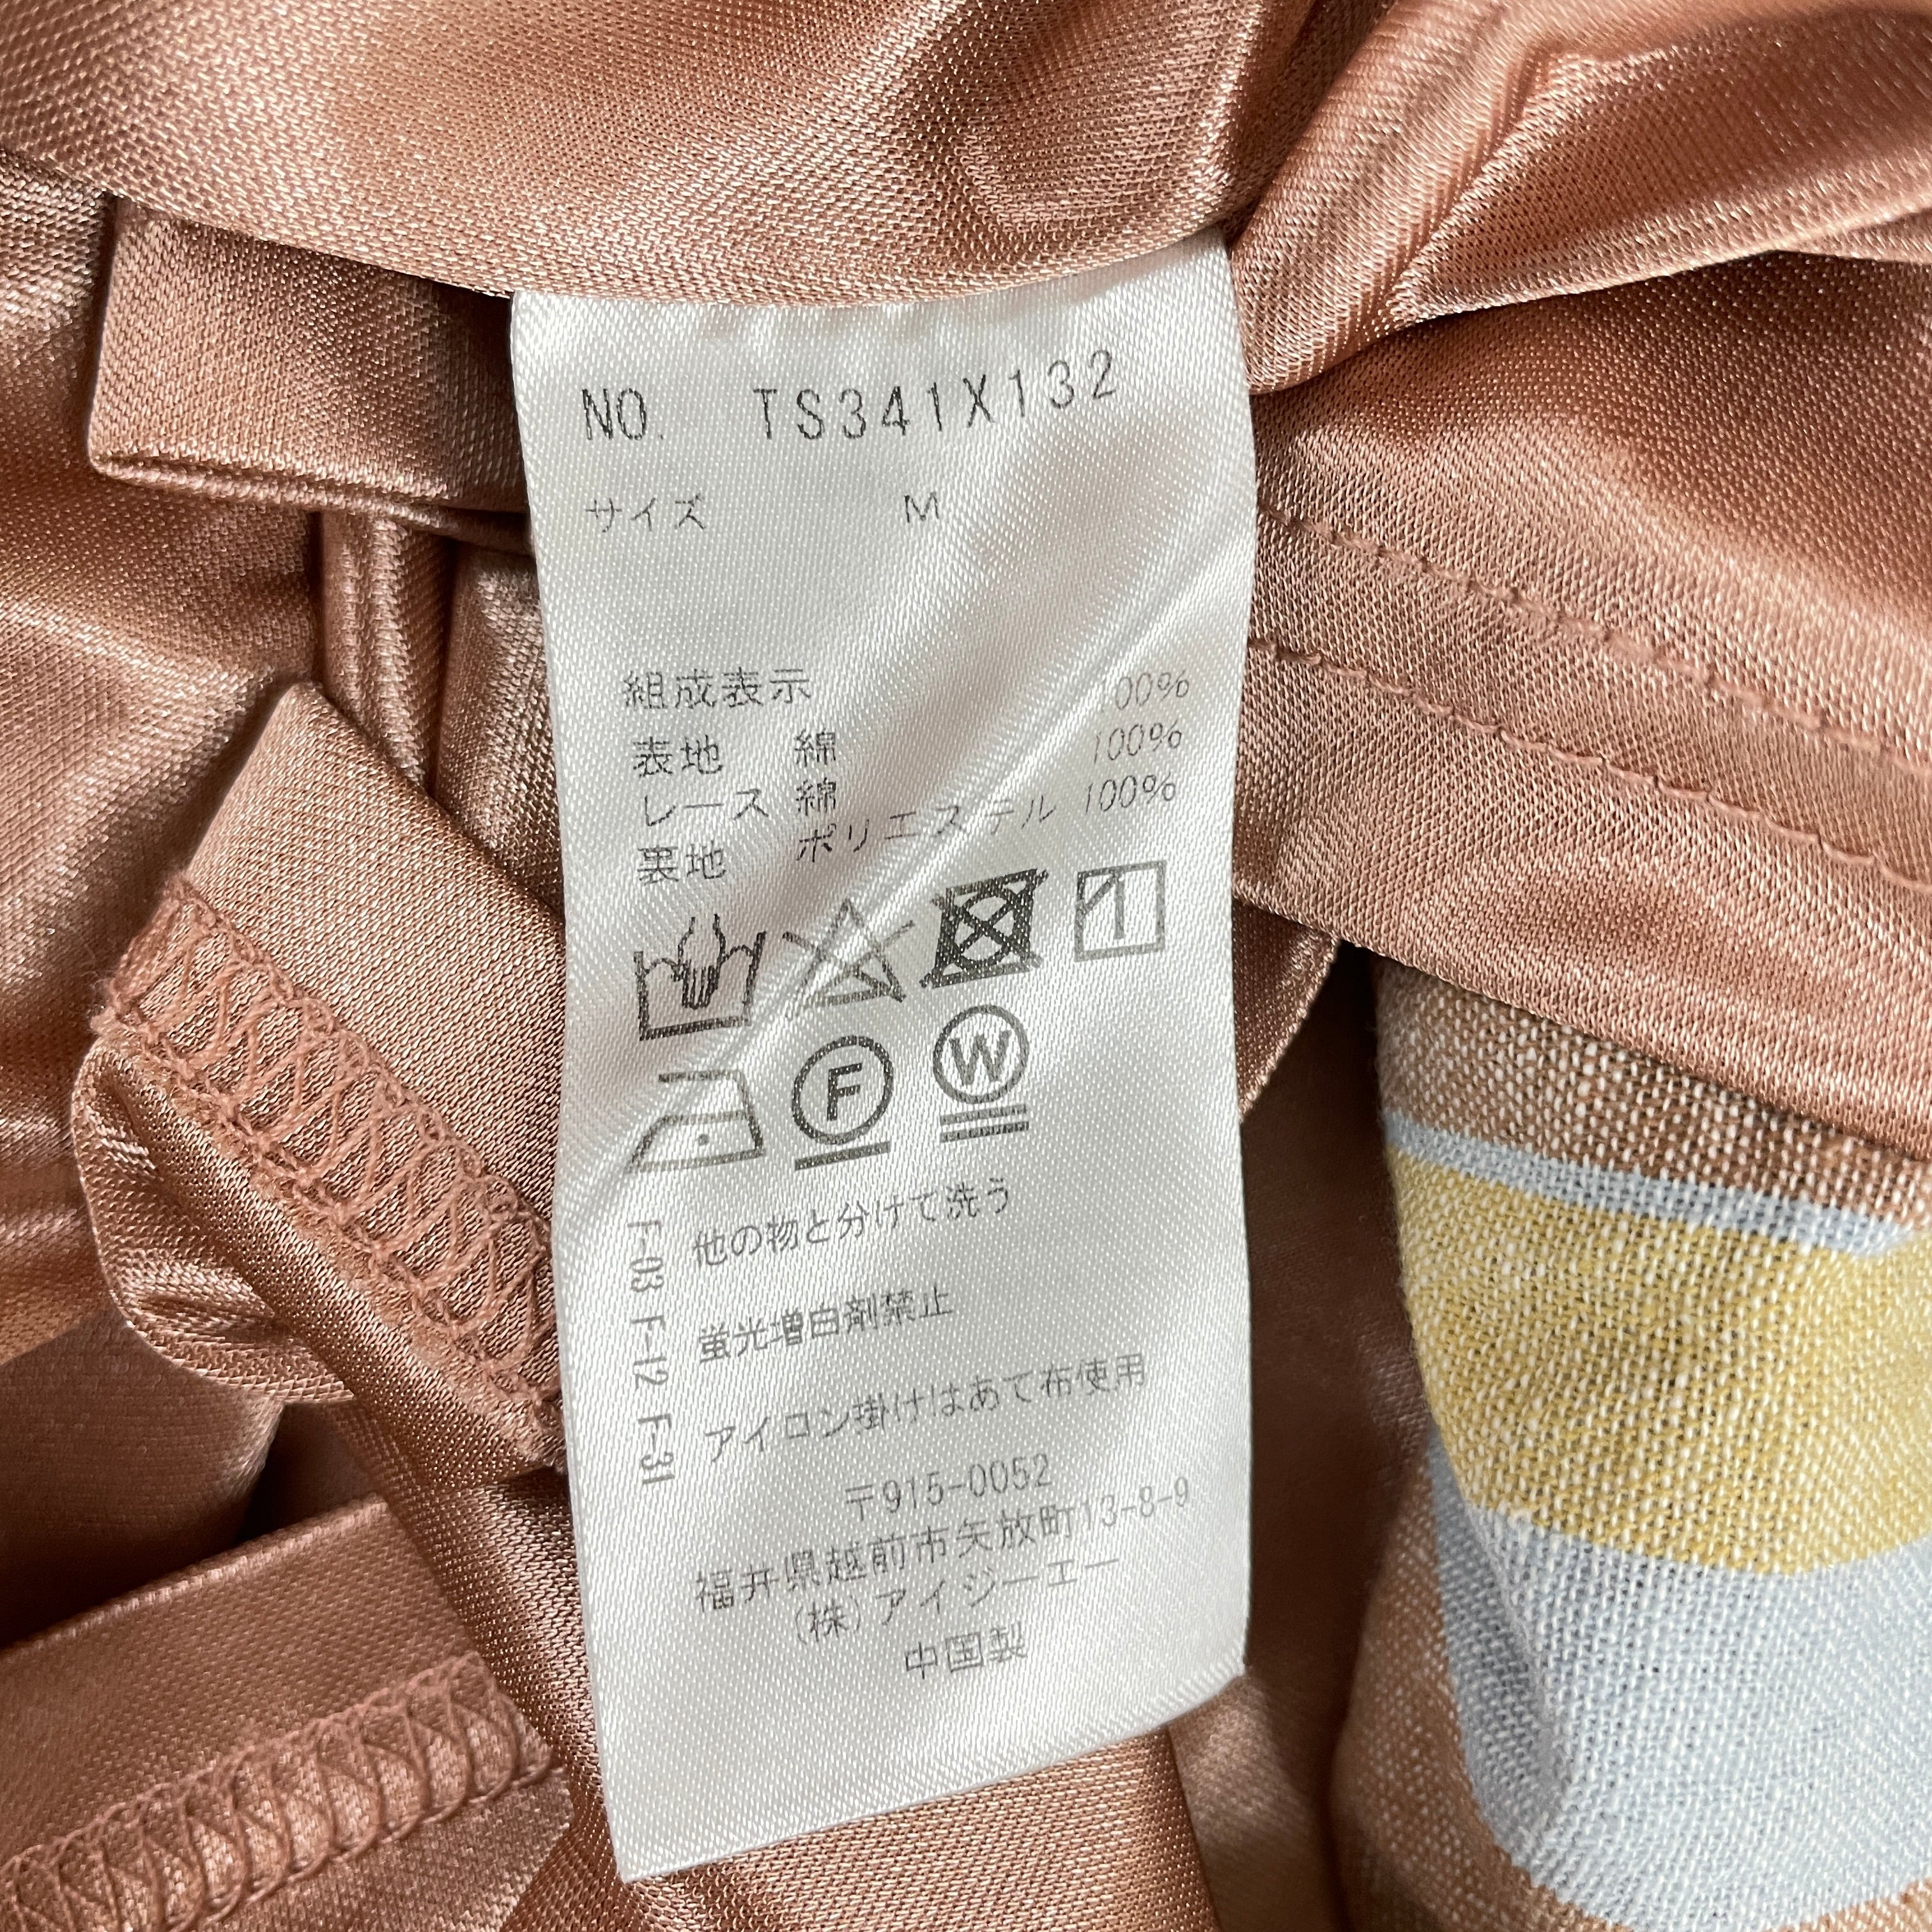 NO. TS341X132
サイズ M
組成表示
表地 綿 100%
レース 綿 100%
裏地 ポリエステル 100%
F
W
F-03 他の物と分けて洗う
F-12 蛍光増白剤禁止
F-31 アイロン掛けはあて布使用
〒915-0052
福井県越前市矢放町13-8-9
(株)アイジーエー
中国製